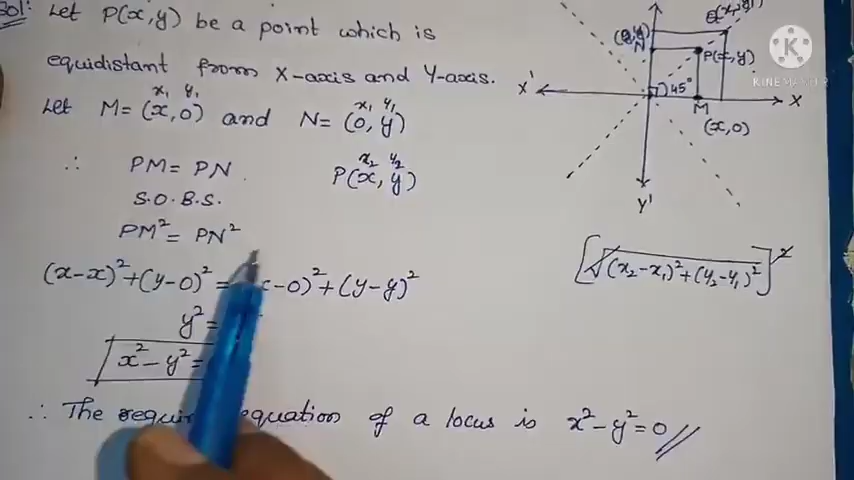 Sol: Let P(x,y) be a point which is
equidistant from X-axis and Y-axis.
x₁ y₁ x₁ y₁
Let M= (x,0) and N= (0,y)
x₂ y₂
∴ PM= PN P(x,y)
S.O.B.S.
PM²= PN²
(x-x)²+(y-0)² = -0)²+(y-y)²
y²=
x²-y²=
∴ The equation of a locus is x²-y²=0
[√(x₂-x₁)²+(y₂-y₁)²]²
N
P(x,y)
X' 45° X
M
(x,0)
Y'
K
KINEMASTER